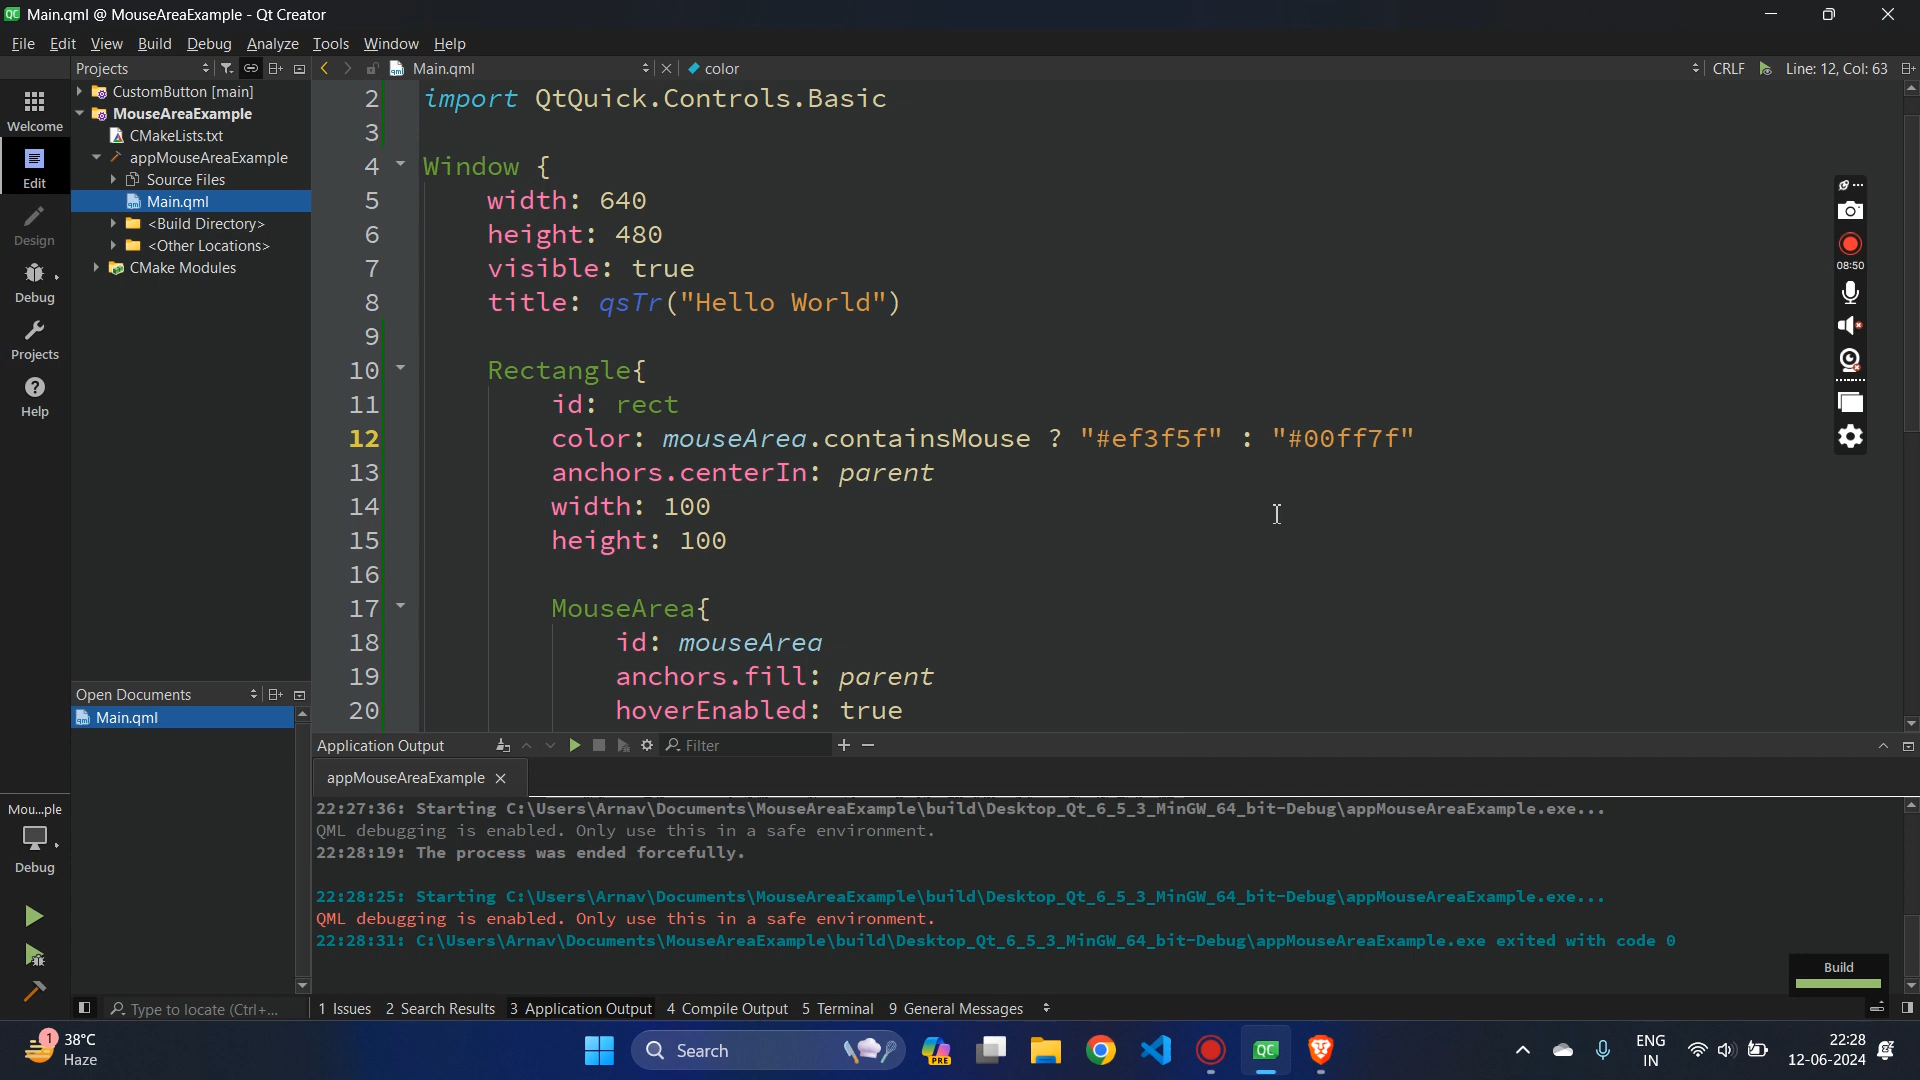 Main.qml @ MouseAreaExample - Qt Creator
File Edit View Build Debug Analyze Tools Window Help
Projects
Main.qml
color
CRLF
Line: 12, Col: 63
Welcome
Edit
Design
Debug
Projects
Help
CustomButton [main]
MouseAreaExample
CMakeLists.txt
appMouseAreaExample
Source Files
Main.qml
<Build Directory>
<Other Locations>
CMake Modules
2 import QtQuick.Controls.Basic
3
4 Window {
5 width: 640
6 height: 480
7 visible: true
8 title: qsTr("Hello World")
9
10 Rectangle{
11 id: rect
12 color: mouseArea.containsMouse ? "#ef3f5f" : "#00ff7f"
13 anchors.centerIn: parent
14 width: 100
15 height: 100
16
17 MouseArea{
18 id: mouseArea
19 anchors.fill: parent
20 hoverEnabled: true
08:50
Open Documents
Main.qml
Application Output
Filter
appMouseAreaExample
22:27:36: Starting C:\Users\Arnav\Documents\MouseAreaExample\build\Desktop_Qt_6_5_3_MinGW_64_bit-Debug\appMouseAreaExample.exe...
QML debugging is enabled. Only use this in a safe environment.
22:28:19: The process was ended forcefully.
22:28:25: Starting C:\Users\Arnav\Documents\MouseAreaExample\build\Desktop_Qt_6_5_3_MinGW_64_bit-Debug\appMouseAreaExample.exe...
QML debugging is enabled. Only use this in a safe environment.
22:28:31: C:\Users\Arnav\Documents\MouseAreaExample\build\Desktop_Qt_6_5_3_MinGW_64_bit-Debug\appMouseAreaExample.exe exited with code 0
Mou...ple
Debug
Build
Type to locate (Ctrl+...
1 Issues 2 Search Results 3 Application Output 4 Compile Output 5 Terminal 9 General Messages
1
38°C
Haze
Search
PRE
QC
ENG
IN
22:28
12-06-2024